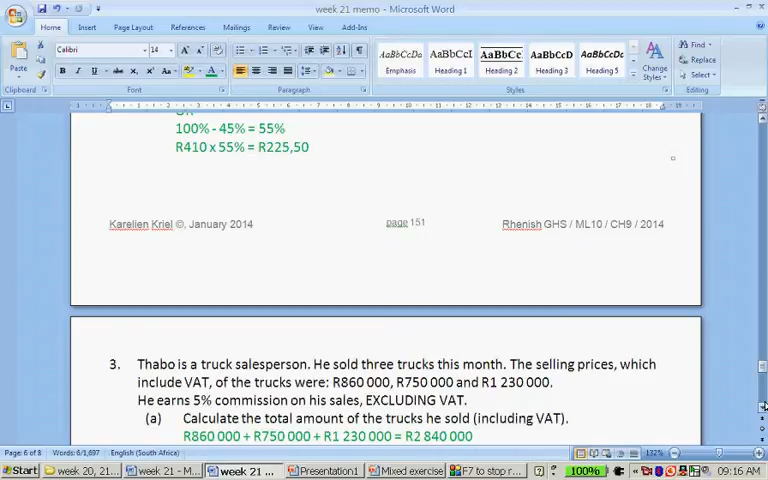 week 21 memo - Microsoft Word
Home Insert Page Layout References Mailings Review View Add-Ins
Paste
Calibri 14
AaBbCcDc AaBbCcI AaBbCc AaBbCcD AaBbCcDc
Emphasis Heading 1 Heading 2 Heading 3 Heading 5
Change Styles
Find
Replace
Select
Clipboard Font Paragraph Styles Editing
100% - 45% = 55%
R410 x 55% = R225,50
Karelien Kriel ©, January 2014 page 151 Rhenish GHS / ML10 / CH9 / 2014
3. Thabo is a truck salesperson. He sold three trucks this month. The selling prices, which
include VAT, of the trucks were: R860 000, R750 000 and R1 230 000.
He earns 5% commission on his sales, EXCLUDING VAT.
(a) Calculate the total amount of the trucks he sold (including VAT).
R860 000 + R750 000 + R1 230 000 = R2 840 000
Page: 6 of 8 Words: 6/1,697 English (South Africa) 132%
Start week 20, 21 week 21 - M... week 21 ... Presentation1 Mixed exercise F7 to stop r... 100% 09:16 AM